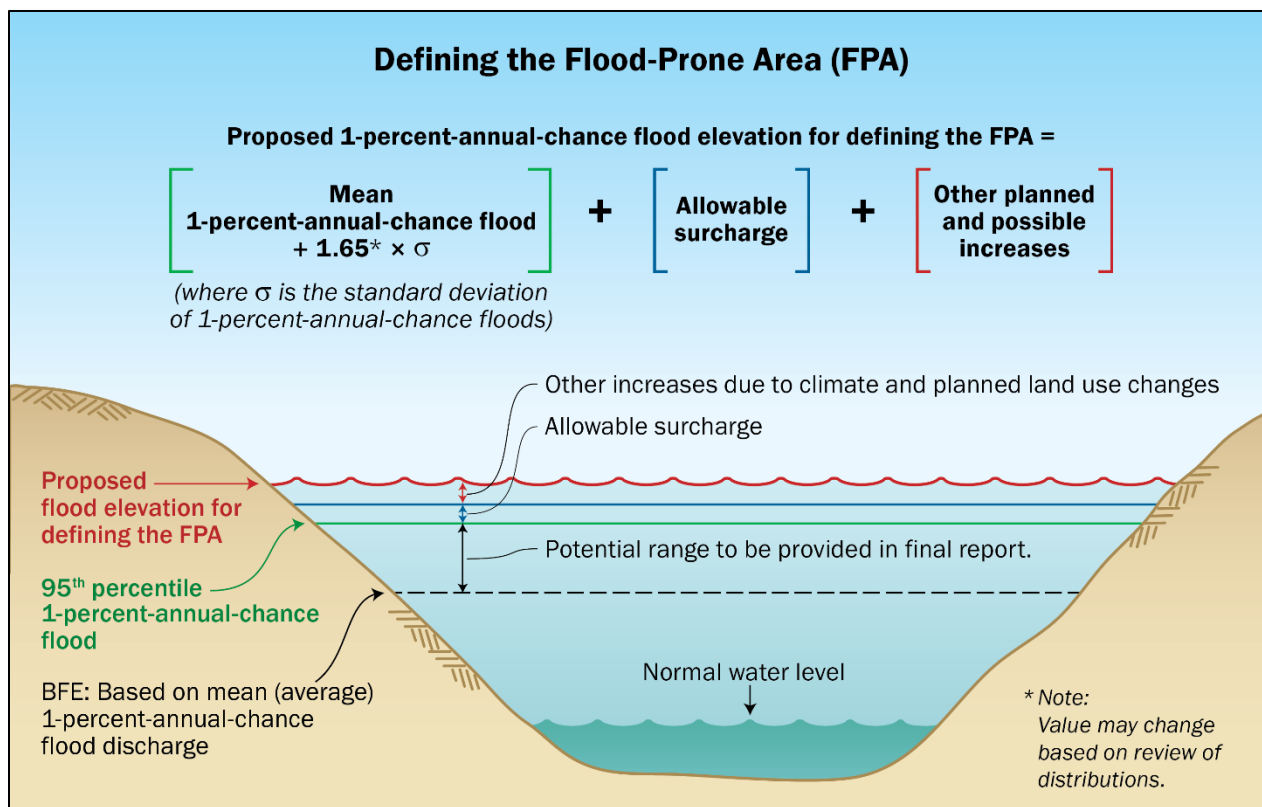 Defining the Flood-Prone Area (FPA)
Proposed 1-percent-annual-chance flood elevation for defining the FPA =
Mean
1-percent-annual-chance flood
+ 1.65* × σ
+
Allowable
surcharge
+
Other planned
and possible
increases
(where σ is the standard deviation
of 1-percent-annual-chance floods)
Other increases due to climate and planned land use changes
Allowable surcharge
Proposed
flood elevation for
defining the FPA
Potential range to be provided in final report.
95th percentile
1-percent-annual-chance
flood
BFE: Based on mean (average)
1-percent-annual-chance
flood discharge
Normal water level
* Note:
Value may change
based on review of
distributions.